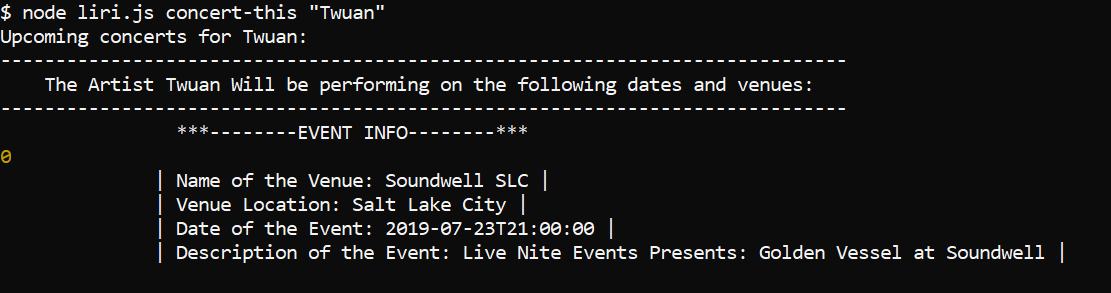 $ node liri.js concert-this "Twuan"
Upcoming concerts for Twuan:
-----------------------------------------------------------------------------
    The Artist Twuan Will be performing on the following dates and venues:
-----------------------------------------------------------------------------
                ***--------EVENT INFO--------***
0
              | Name of the Venue: Soundwell SLC |
              | Venue Location: Salt Lake City |
              | Date of the Event: 2019-07-23T21:00:00 |
              | Description of the Event: Live Nite Events Presents: Golden Vessel at Soundwell |